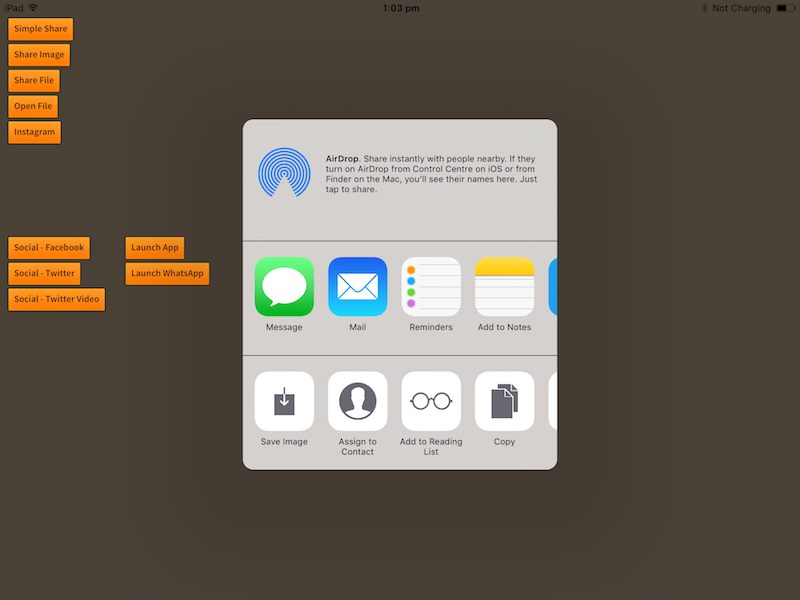 iPad
1:03 pm
Not Charging
Simple Share
Share Image
Share File
Open File
Instagram
Social - Facebook
Launch App
Social - Twitter
Launch WhatsApp
Social - Twitter Video
AirDrop. Share instantly with people nearby. If they
turn on AirDrop from Control Centre on iOS or from
Finder on the Mac, you'll see their names here. Just
tap to share.
Message
Mail
Reminders
Add to Notes
Save Image
Assign to
Contact
Add to Reading
List
Copy